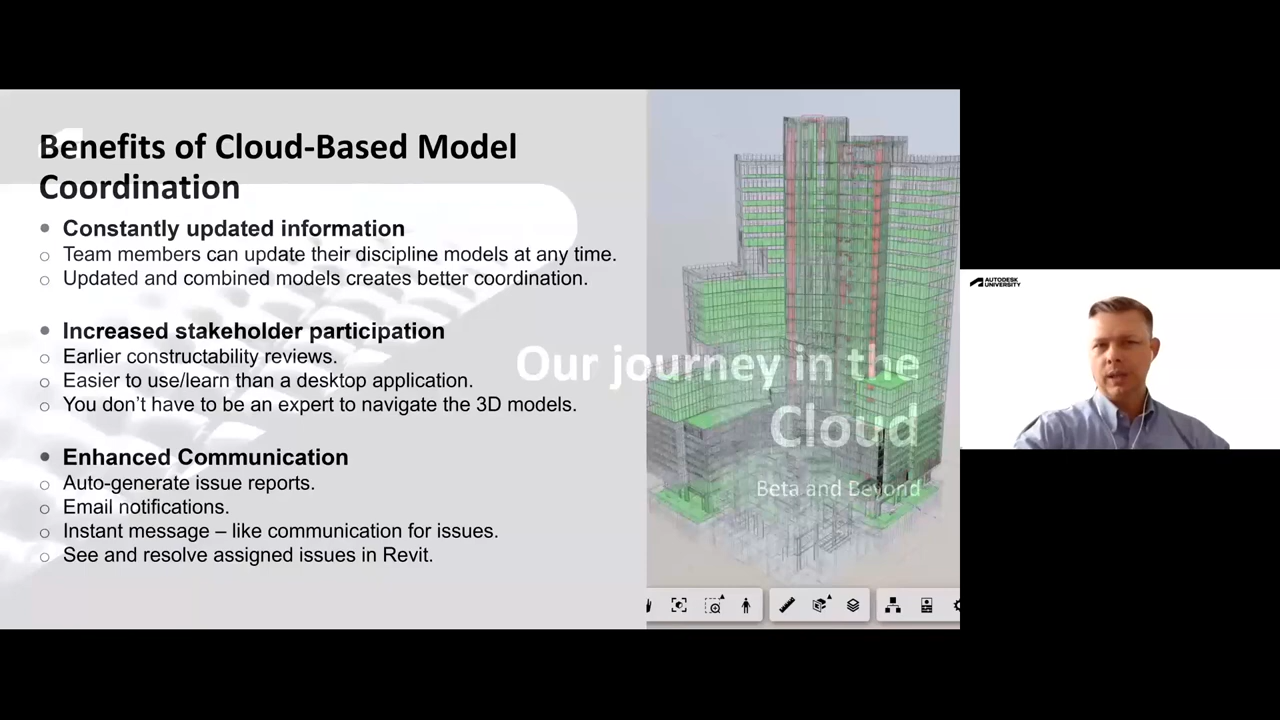 Benefits of Cloud-Based Model
Coordination
Constantly updated information
Team members can update their discipline models at any time.
Updated and combined models creates better coordination.
Increased stakeholder participation
Earlier constructability reviews.
Easier to use/learn than a desktop application.
You don’t have to be an expert to navigate the 3D models.
Enhanced Communication
Auto-generate issue reports.
Email notifications.
Instant message – like communication for issues.
See and resolve assigned issues in Revit.
Our journey in the
Cloud
Beta and Beyond
AUTODESK
UNIVERSITY